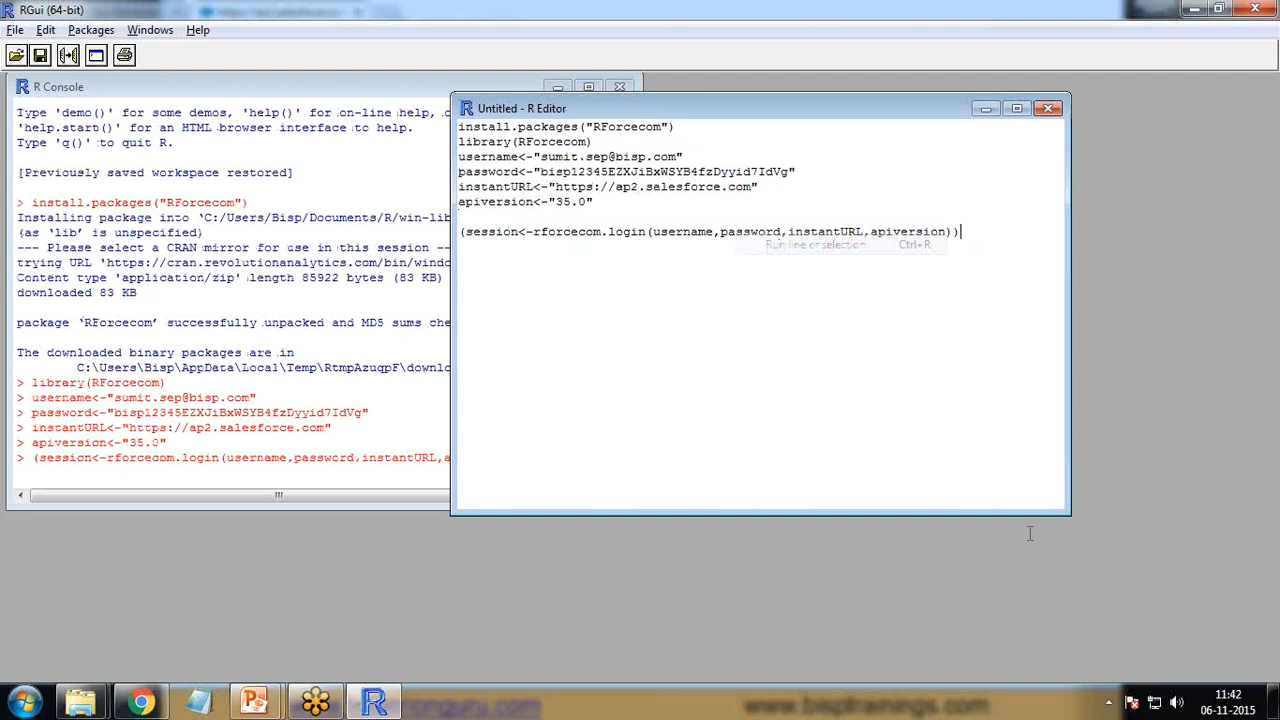 RGui (64-bit)
File Edit Packages Windows Help
R Console
Type 'demo()' for some demos, 'help()' for on-line help,
'help.start()' for an HTML browser interface to help.
Type 'q()' to quit R.
[Previously saved workspace restored]
> install.packages("RForcecom")
Installing package into ‘C:/Users/Bisp/Documents/R/win-lib
(as ‘lib’ is unspecified)
--- Please select a CRAN mirror for use in this session --
trying URL 'https://cran.revolutionanalytics.com/bin/windo
Content type 'application/zip' length 85922 bytes (83 KB)
downloaded 83 KB
package ‘RForcecom’ successfully unpacked and MD5 sums che
The downloaded binary packages are in
C:\Users\Bisp\AppData\Local\Temp\RtmpAzuqpF\downlo
> library(RForcecom)
> username<-"sumit.sep@bisp.com"
> password<-"bisp12345EZXJiBxWSYB4fzDyyid7IdVg"
> instantURL<-"https://ap2.salesforce.com"
> apiversion<-"35.0"
> (session<-rforcecom.login(username,password,instantURL,a
Untitled - R Editor
install.packages("RForcecom")
library(RForcecom)
username<-"sumit.sep@bisp.com"
password<-"bisp12345EZXJiBxWSYB4fzDyyid7IdVg"
instantURL<-"https://ap2.salesforce.com"
apiversion<-"35.0"
(session<-rforcecom.login(username,password,instantURL,apiversion))
Run line or selection Ctrl+R
www.bisptrainings.com
11:42
06-11-2015